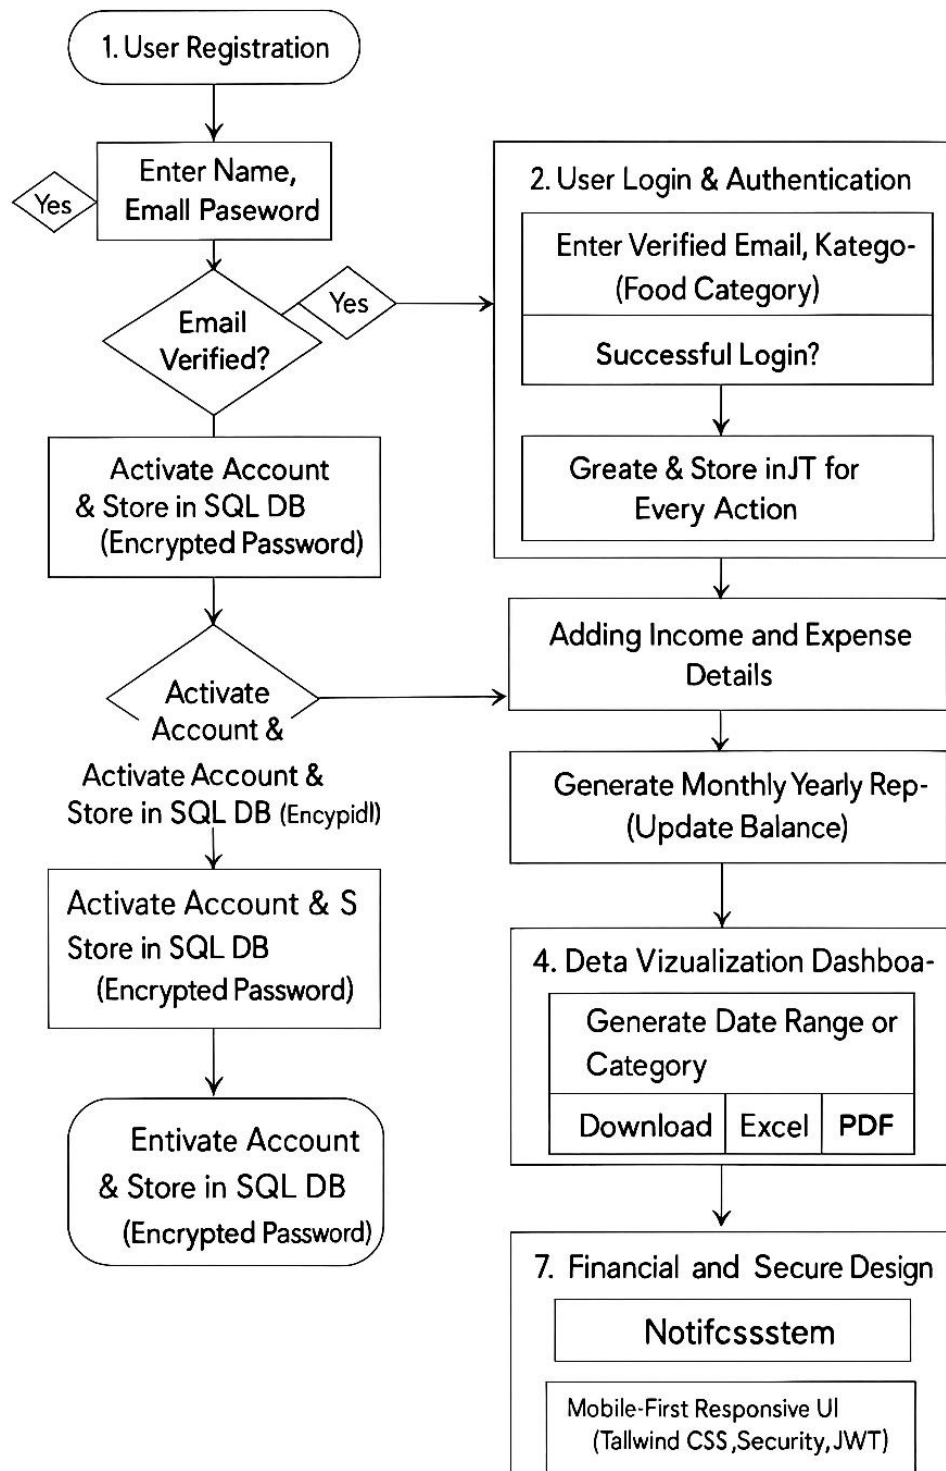 1. User Registration
Enter Name,
Emall Paseword
Yes
Email
Verified?
Yes
Activate Account
& Store in SQL DB
(Encrypted Password)
Activate
Account &
Activate Account &
Store in SQL DB (Encypidl)
Activate Account & S
Store in SQL DB
(Encrypted Password)
Entivate Account
& Store in SQL DB
(Encrypted Password)
2. User Login & Authentication
Enter Verified Email, Katego-
(Food Category)
Successful Login?
Greate & Store inJT for
Every Action
Adding Income and Expense
Details
Generate Monthly Yearly Rep-
(Update Balance)
4. Deta Vizualization Dashboa-
Generate Date Range or
Category
Download Excel PDF
7. Financial and Secure Design
Notifcssstem
Mobile-First Responsive UI
(Tallwind CSS,Security,JWT)